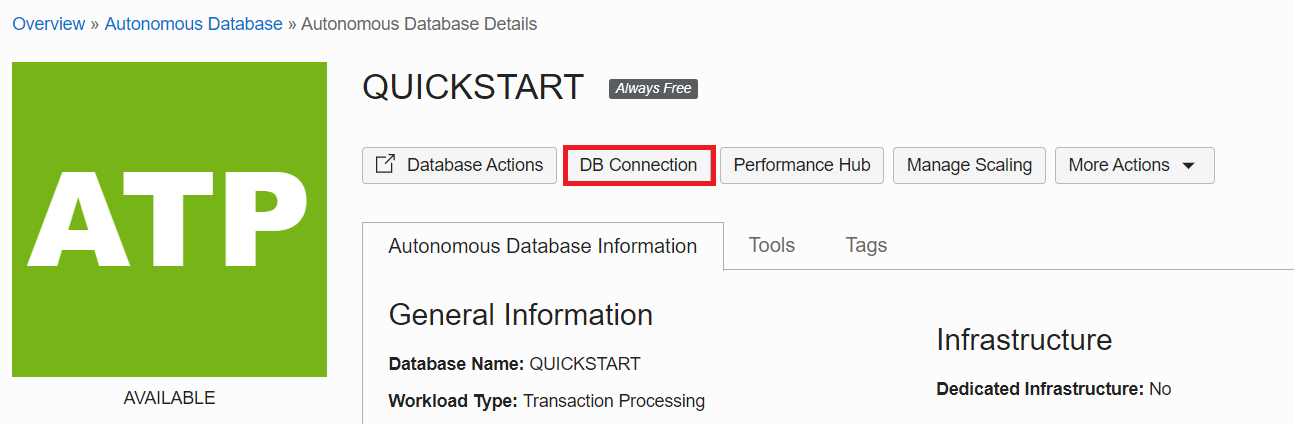 Overview » Autonomous Database » Autonomous Database Details
ATP
AVAILABLE
QUICKSTART Always Free
Database Actions DB Connection Performance Hub Manage Scaling More Actions
Autonomous Database Information Tools Tags
General Information
Database Name: QUICKSTART
Workload Type: Transaction Processing
Infrastructure
Dedicated Infrastructure: No